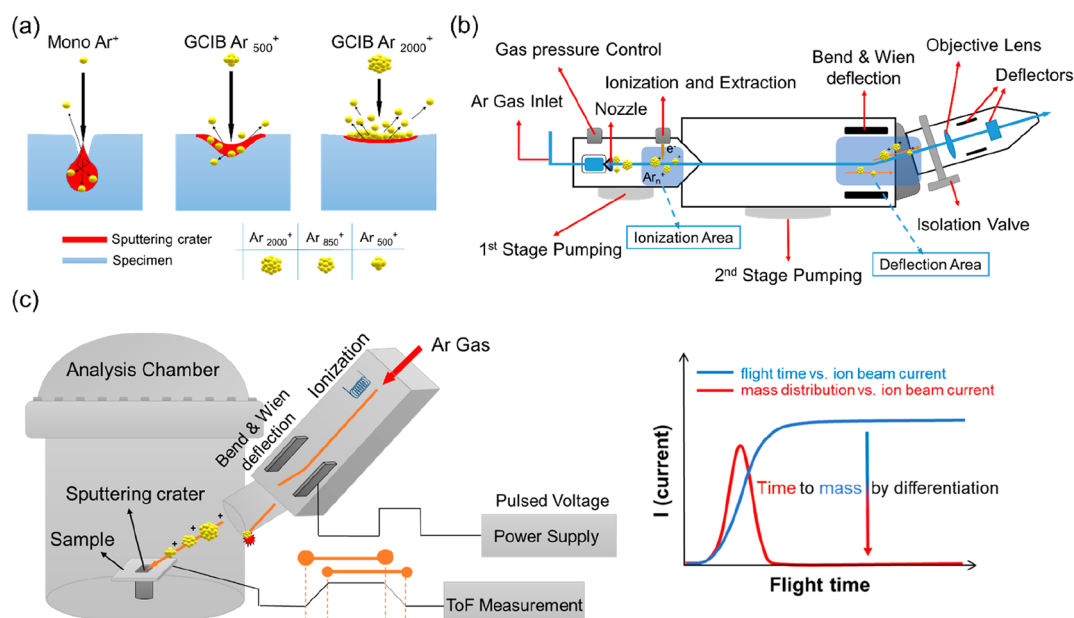 (a)
Mono Ar+
GCIB Ar 500+
GCIB Ar 2000+
Sputtering crater
Specimen
Ar 2000+
Ar 850+
Ar 500+
(b)
Gas pressure Control
Ar Gas Inlet
Nozzle
Ionization and Extraction
Bend & Wien
deflection
Objective Lens
Deflectors
e-
Arn+
1st Stage Pumping
Ionization Area
2nd Stage Pumping
Isolation Valve
Deflection Area
(c)
Analysis Chamber
Ar Gas
Ionization
Bend & Wien
deflection
Sputtering crater
+ + +
Sample
Pulsed Voltage
Power Supply
ToF Measurement
flight time vs. ion beam current
mass distribution vs. ion beam current
I (current)
Time to mass by differentiation
Flight time